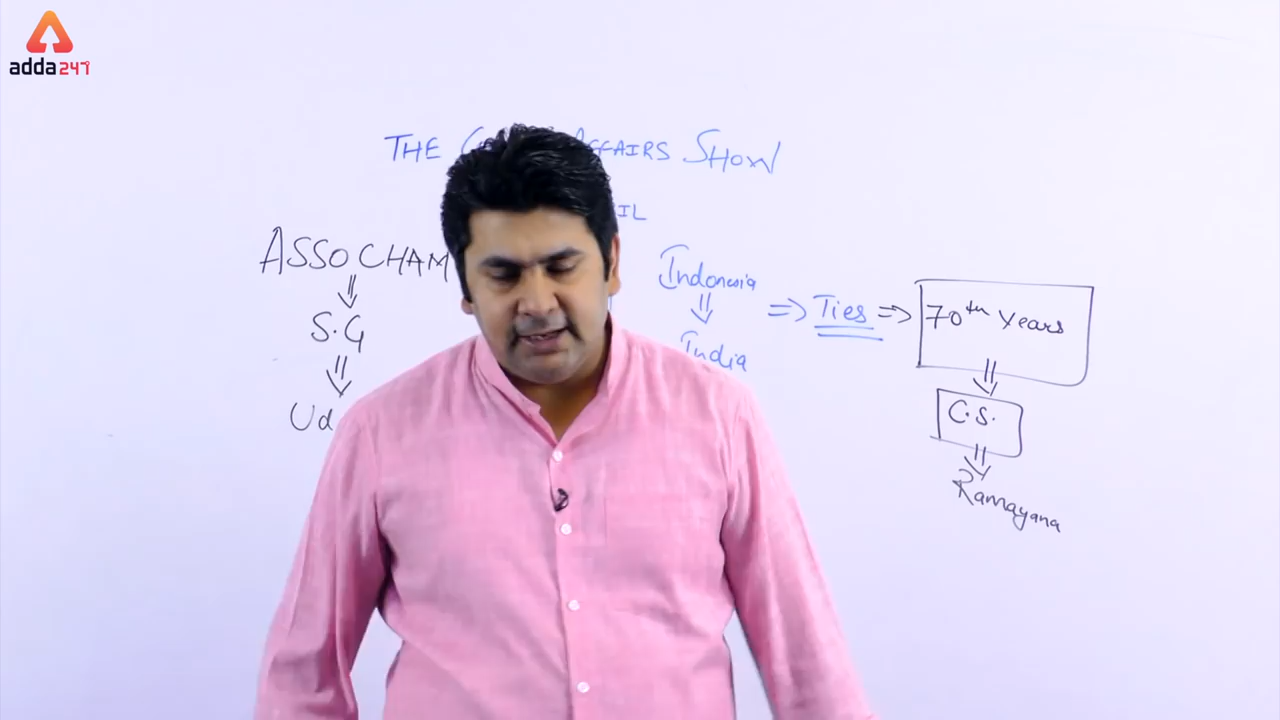 adda247
THE AFFAIRS SHOW
IL
ASSOCHAM
S.G
Ud
Indonesia
India
⇒ Ties ⇒
70th Years
C.S.
Ramayana